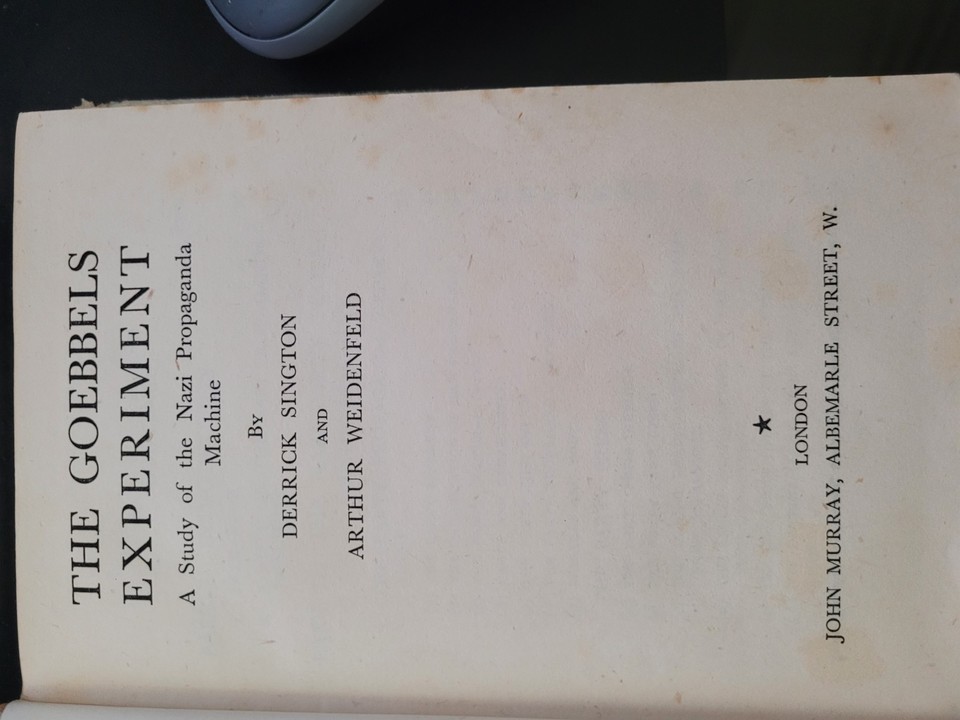 THE GOEBBELS
EXPERIMENT
A Study of the Nazi Propaganda
Machine
By
DERRICK SINGTON
AND
ARTHUR WEIDENFELD
★
LONDON
JOHN MURRAY, ALBEMARLE STREET, W.